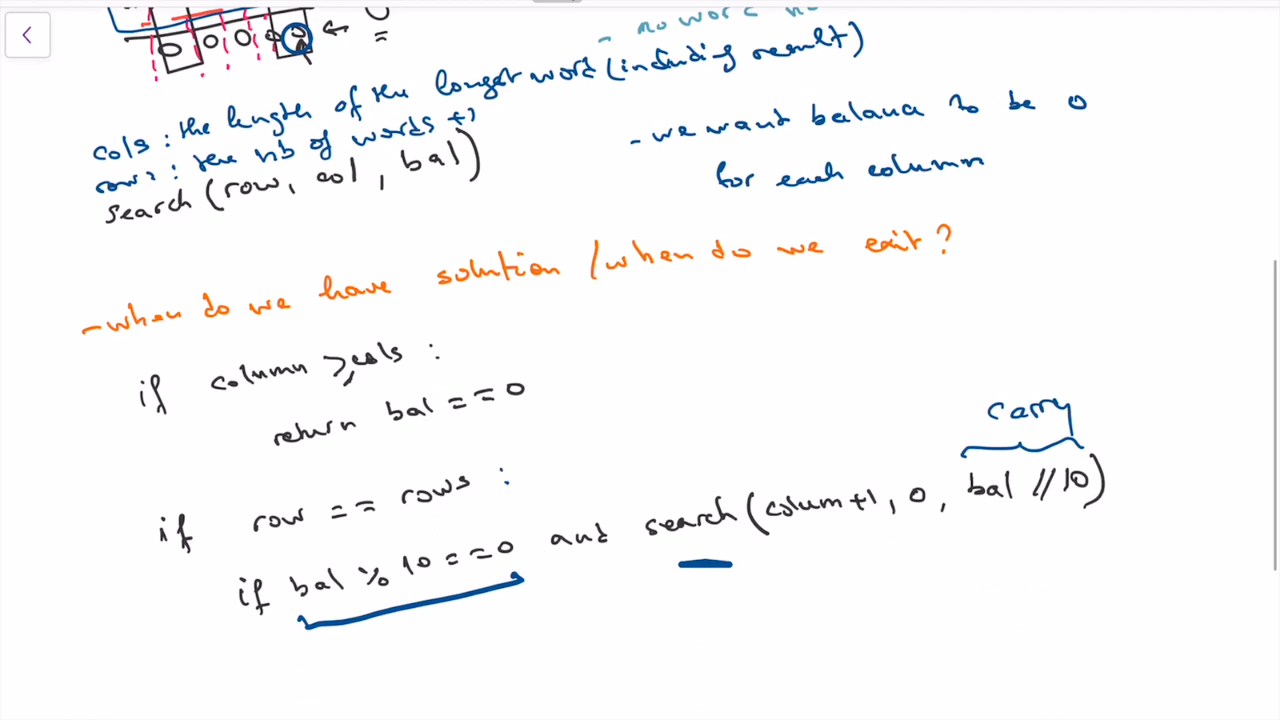 - no word
cols : the length of the longest word (including result)
rows : the nb of words +1
search (row, col, bal)
- we want balance to be 0
for each column
- when do we have solution / when do we exit?
if column ⩾ cols :
return bal == 0
carry
if row == rows :
if bal % 10 == 0 and search (colum+1, 0, bal // 10)